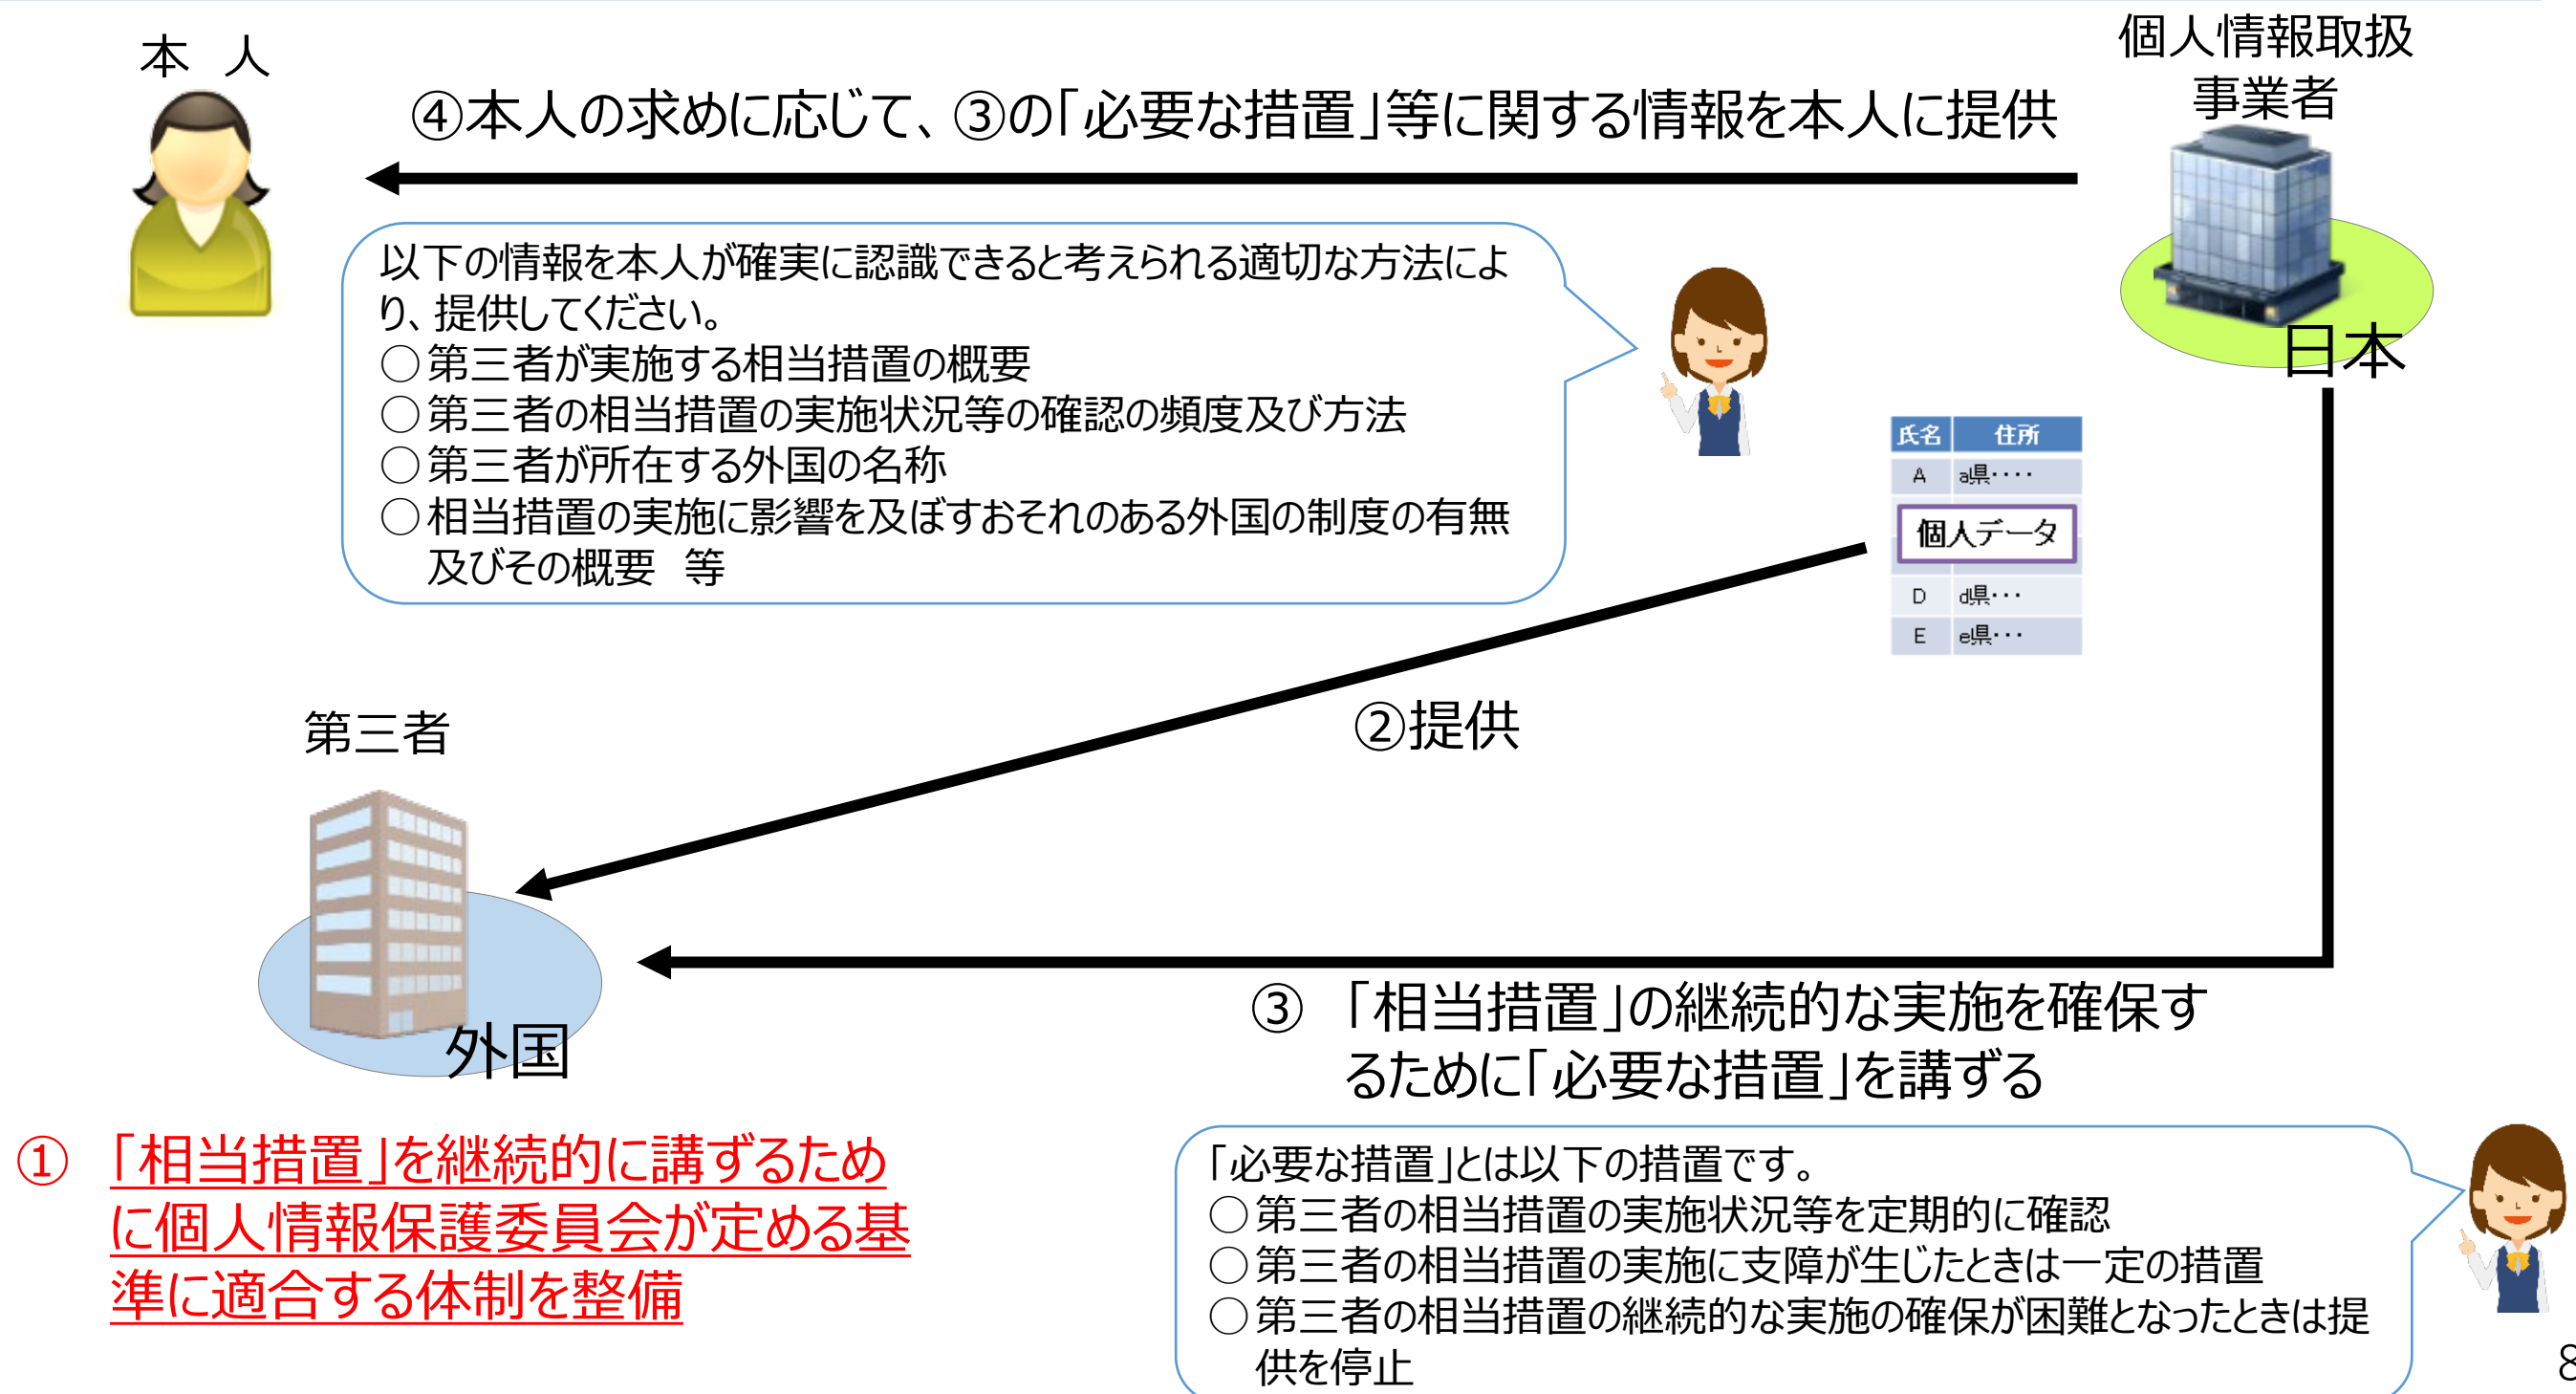 本 人
個人情報取扱
事業者
④本人の求めに応じて、③の「必要な措置」等に関する情報を本人に提供
以下の情報を本人が確実に認識できると考えられる適切な方法によ
り、提供してください。
○第三者が実施する相当措置の概要
○第三者の相当措置の実施状況等の確認の頻度及び方法
○第三者が所在する外国の名称
○相当措置の実施に影響を及ぼすおそれのある外国の制度の有無
及びその概要 等
日本
氏名 住所
A a県・・・・
個人データ
D d県・・・
E e県・・・
②提供
第三者
外国
③ 「相当措置」の継続的な実施を確保す
るために「必要な措置」を講ずる
① 「相当措置」を継続的に講ずるため
に個人情報保護委員会が定める基
準に適合する体制を整備
「必要な措置」とは以下の措置です。
○第三者の相当措置の実施状況等を定期的に確認
○第三者の相当措置の実施に支障が生じたときは一定の措置
○第三者の相当措置の継続的な実施の確保が困難となったときは提
供を停止
8